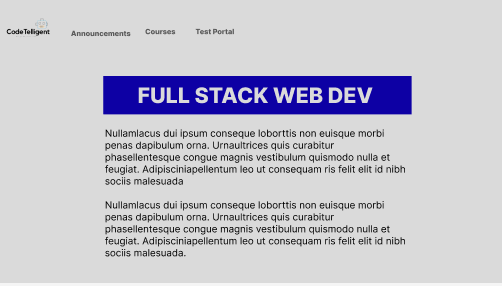 CodeTelligent
Announcements Courses Test Portal
FULL STACK WEB DEV
Nullamlacus dui ipsum conseque loborttis non euisque morbi
penas dapibulum orna. Urnaultrices quis curabitur
phasellentesque congue magnis vestibulum quismodo nulla et
feugiat. Adipisciniapellentum leo ut consequam ris felit elit id nibh
sociis malesuada
Nullamlacus dui ipsum conseque loborttis non euisque morbi
penas dapibulum orna. Urnaultrices quis curabitur
phasellentesque congue magnis vestibulum quismodo nulla et
feugiat. Adipisciniapellentum leo ut consequam ris felit elit id nibh
sociis malesuada.